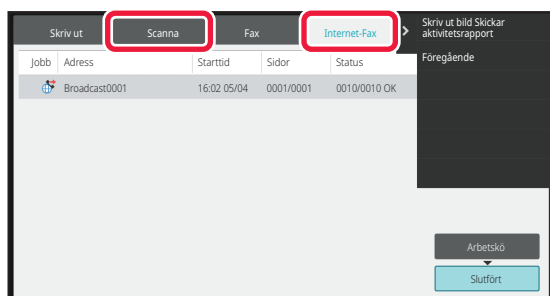 Skriv ut Scanna Fax Internet-Fax
Skriv ut bild Skickar
aktivitetsrapport
Föregående
Jobb Adress Starttid Sidor Status
Broadcast0001 16:02 05/04 0001/0001 0010/0010 OK
Arbetskö
Slutfört